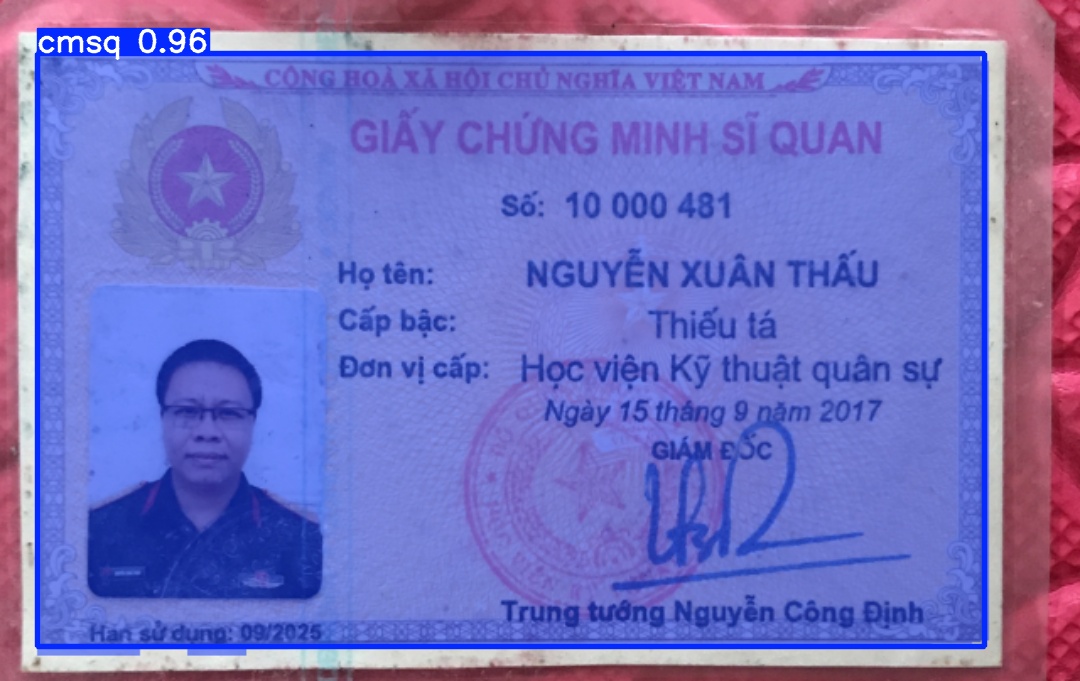 cmsq 0.96
CỘNG HOÀ XÃ HỘI CHỦ NGHĨA VIỆT NAM
GIẤY CHỨNG MINH SĨ QUAN
Số: 10 000 481
Họ tên: NGUYỄN XUÂN THẤU
Cấp bậc: Thiếu tá
Đơn vị cấp: Học viện Kỹ thuật quân sự
Ngày 15 tháng 9 năm 2017
GIÁM ĐỐC
Trung tướng Nguyễn Công Định
Hạn sử dụng: 09/2025